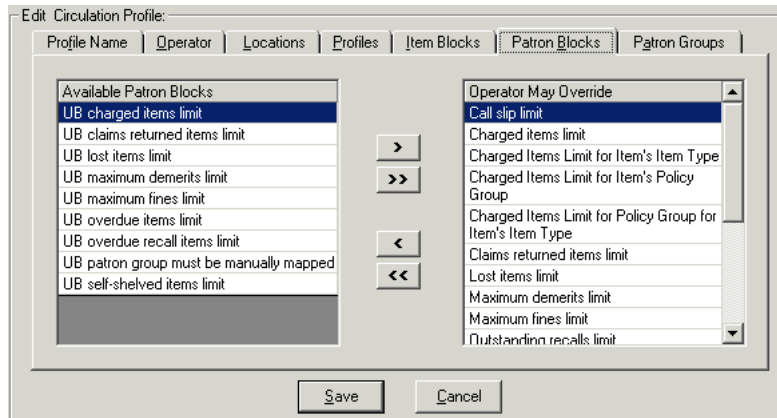 Edit Circulation Profile:
Profile Name Operator Locations Profiles Item Blocks Patron Blocks Patron Groups
Available Patron Blocks
UB charged items limit
UB claims returned items limit
UB lost items limit
UB maximum demerits limit
UB maximum fines limit
UB overdue items limit
UB overdue recall items limit
UB patron group must be manually mapped
UB self-shelved items limit
>
>>
<
<<
Operator May Override
Call slip limit
Charged items limit
Charged Items Limit for Item's Item Type
Charged Items Limit for Item's Policy
Group
Charged Items Limit for Policy Group for
Item's Item Type
Claims returned items limit
Lost items limit
Maximum demerits limit
Maximum fines limit
Outstanding recalls limit
Save Cancel